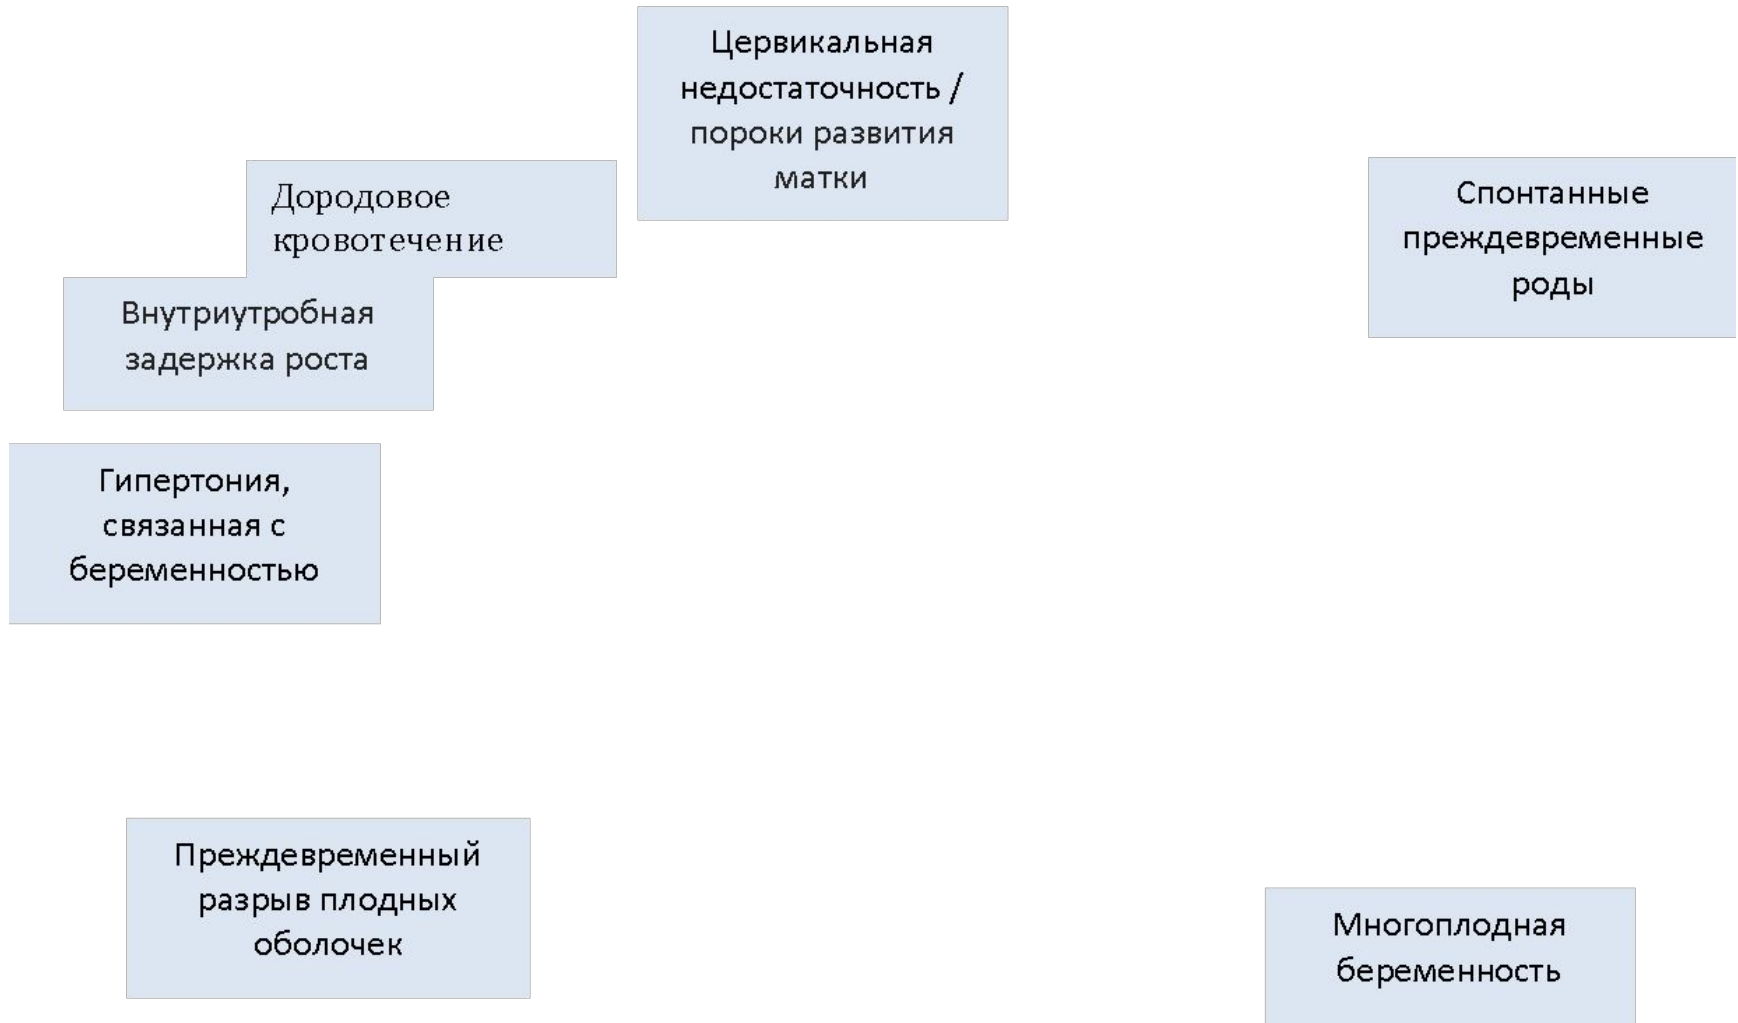 Цервикальная
недостаточность /
пороки развития
матки
Дородовое
кровотечение
Спонтанные
преждевременные
роды
Внутриутробная
задержка роста
Гипертония,
связанная с
беременностью
Преждевременный
разрыв плодных
оболочек
Многоплодная
беременность